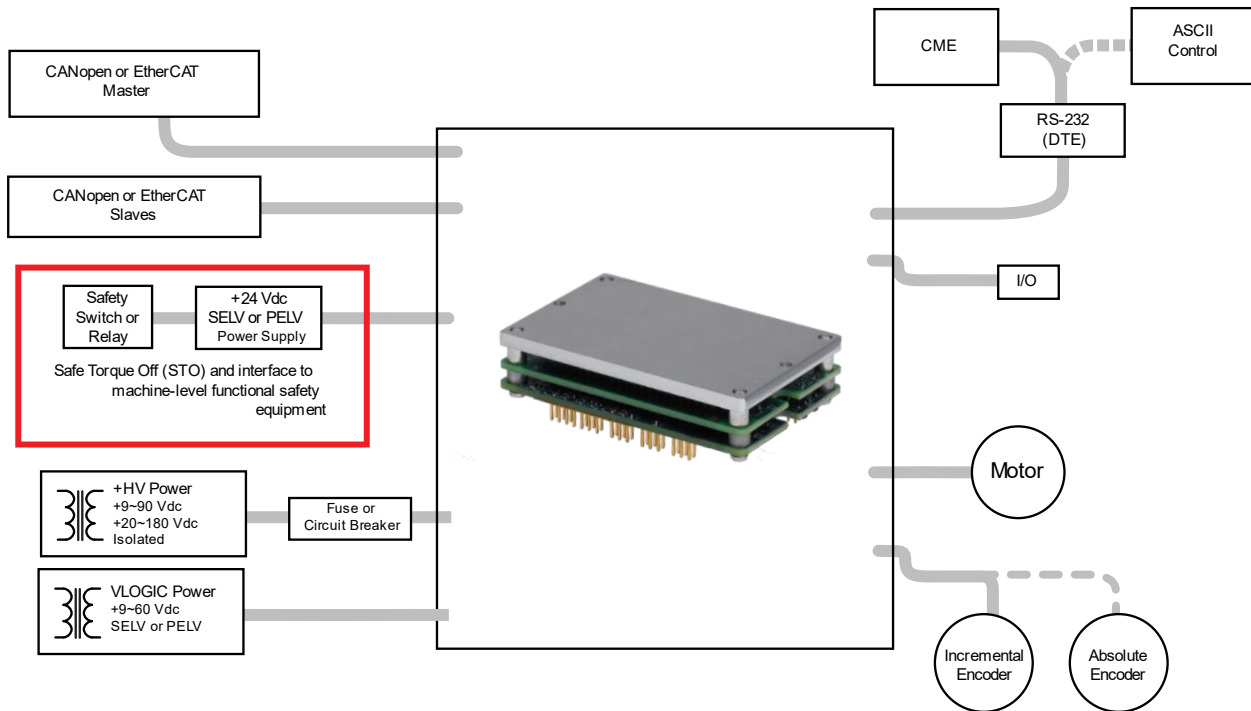 CANopen or EtherCAT
Master
CANopen or EtherCAT
Slaves
Safety
Switch or
Relay
+24 Vdc
SELV or PELV
Power Supply
Safe Torque Off (STO) and interface to
machine-level functional safety
equipment
+HV Power
+9~90 Vdc
+20~180 Vdc
Isolated
Fuse or
Circuit Breaker
VLOGIC Power
+9~60 Vdc
SELV or PELV
CME
ASCII
Control
RS-232
(DTE)
I/O
Motor
Incremental
Encoder
Absolute
Encoder